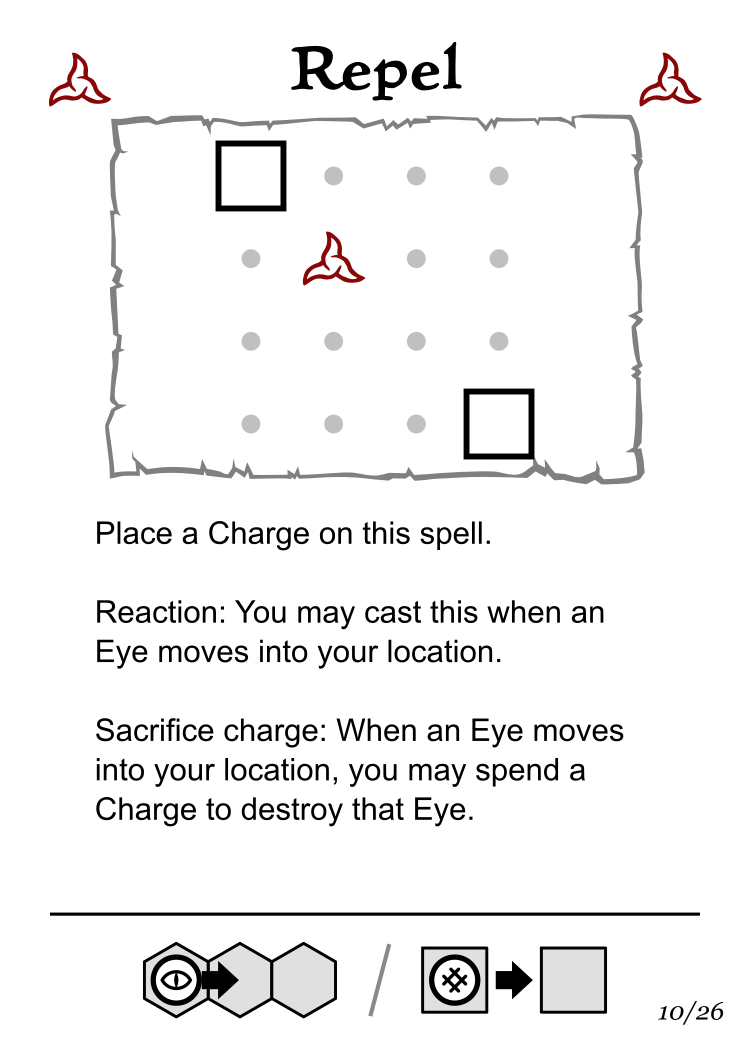 Repel
Place a Charge on this spell.
Reaction: You may cast this when an
Eye moves into your location.
Sacrifice charge: When an Eye moves
into your location, you may spend a
Charge to destroy that Eye.
10/26